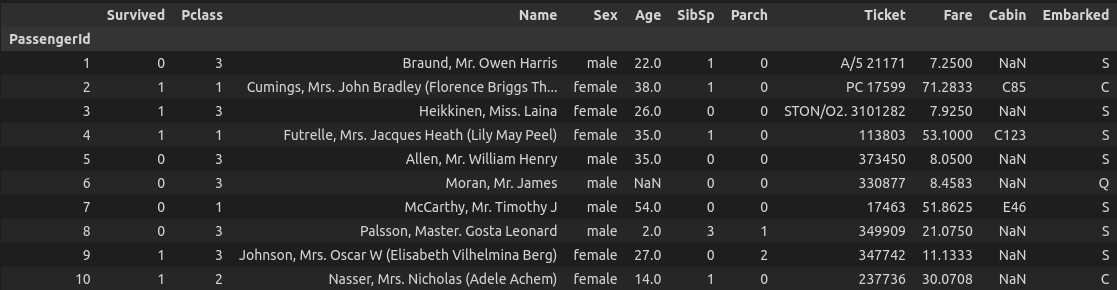 Survived Pclass Name Sex Age SibSp Parch Ticket Fare Cabin Embarked
PassengerId
1 0 3 Braund, Mr. Owen Harris male 22.0 1 0 A/5 21171 7.2500 NaN S
2 1 1 Cumings, Mrs. John Bradley (Florence Briggs Th... female 38.0 1 0 PC 17599 71.2833 C85 C
3 1 3 Heikkinen, Miss. Laina female 26.0 0 0 STON/O2. 3101282 7.9250 NaN S
4 1 1 Futrelle, Mrs. Jacques Heath (Lily May Peel) female 35.0 1 0 113803 53.1000 C123 S
5 0 3 Allen, Mr. William Henry male 35.0 0 0 373450 8.0500 NaN S
6 0 3 Moran, Mr. James male NaN 0 0 330877 8.4583 NaN Q
7 0 1 McCarthy, Mr. Timothy J male 54.0 0 0 17463 51.8625 E46 S
8 0 3 Palsson, Master. Gosta Leonard male 2.0 3 1 349909 21.0750 NaN S
9 1 3 Johnson, Mrs. Oscar W (Elisabeth Vilhelmina Berg) female 27.0 0 2 347742 11.1333 NaN S
10 1 2 Nasser, Mrs. Nicholas (Adele Achem) female 14.0 1 0 237736 30.0708 NaN C